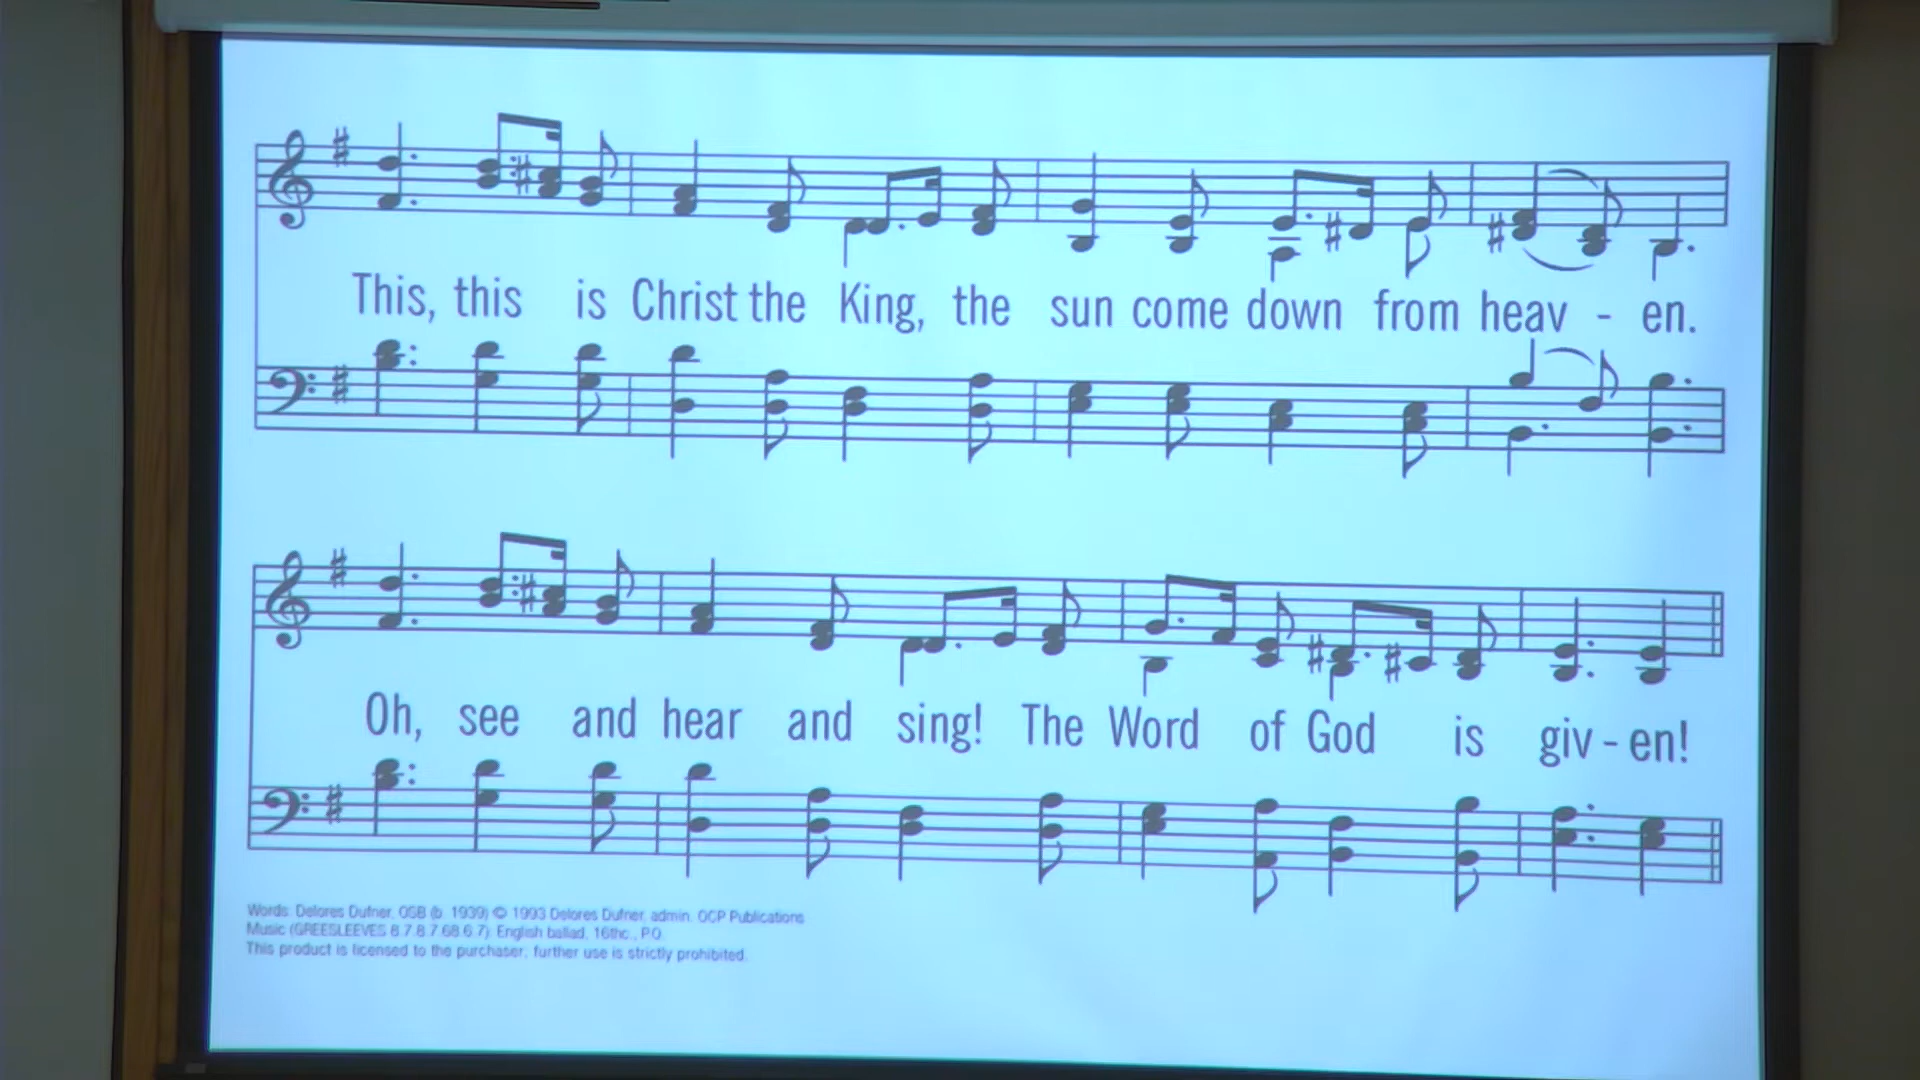 This, this is Christ the King, the sun come down from heav - en.
Oh, see and hear and sing! The Word of God is giv - en!
Words: Delores Dufner, OSB (b. 1939) © 1993 Delores Dufner, admin. OCP Publications
Music (GREESLEEVES 8.7.8.7.68.6.7): English ballad, 16thc., P.O.
This product is licensed to the purchaser; further use is strictly prohibited.